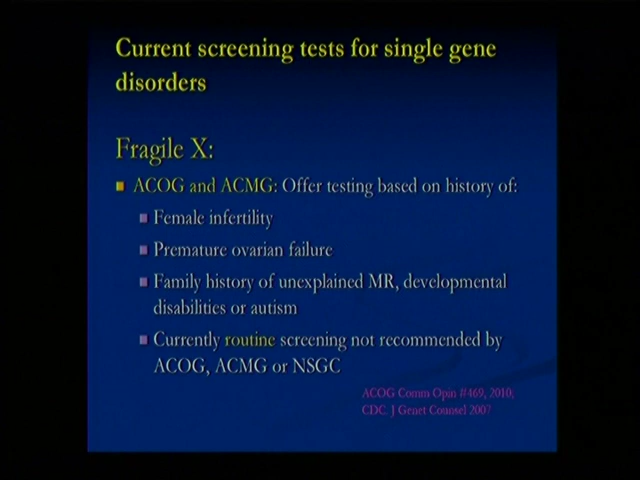 Current screening tests for single gene
disorders
Fragile X:
ACOG and ACMG: Offer testing based on history of:
Female infertility
Premature ovarian failure
Family history of unexplained MR, developmental
disabilities or autism
Currently routine screening not recommended by
ACOG, ACMG or NSGC
ACOG Comm Opin #469, 2010,
CDC. J Genet Counsel 2007